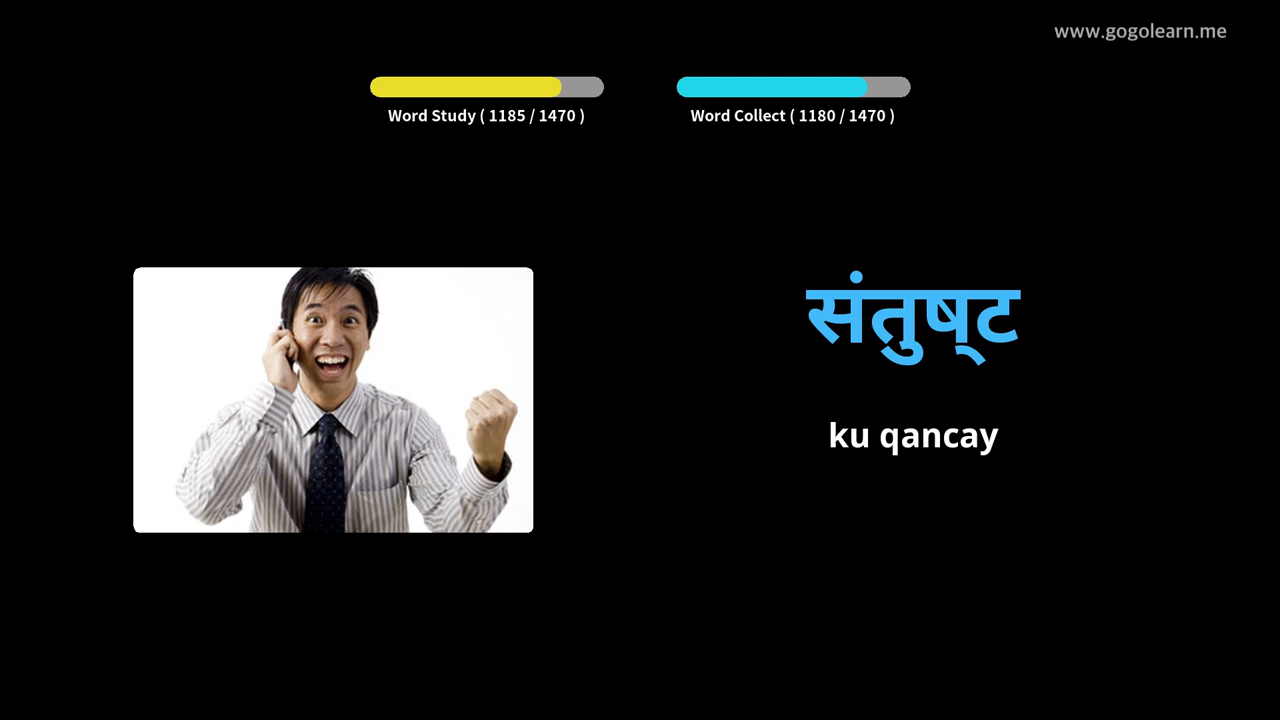 www.gogolearn.me
Word Study ( 1185 / 1470 )
Word Collect ( 1180 / 1470 )
संतुष्ट
ku qancay